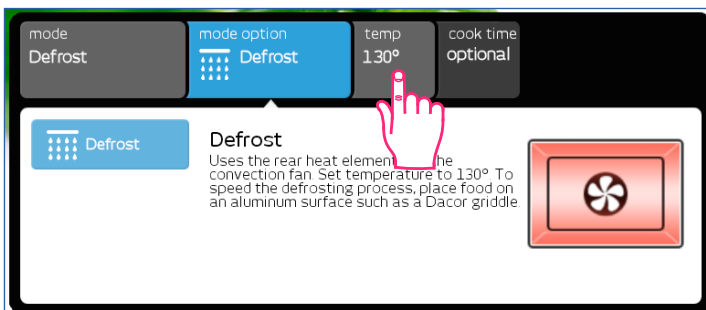 mode
Defrost
mode option
Defrost
temp
130°
cook time
optional
Defrost
Defrost
Uses the rear heat element he
convection fan. Set temperature to 130°. To
speed the defrosting process, place food on
an aluminum surface such as a Dacor griddle.